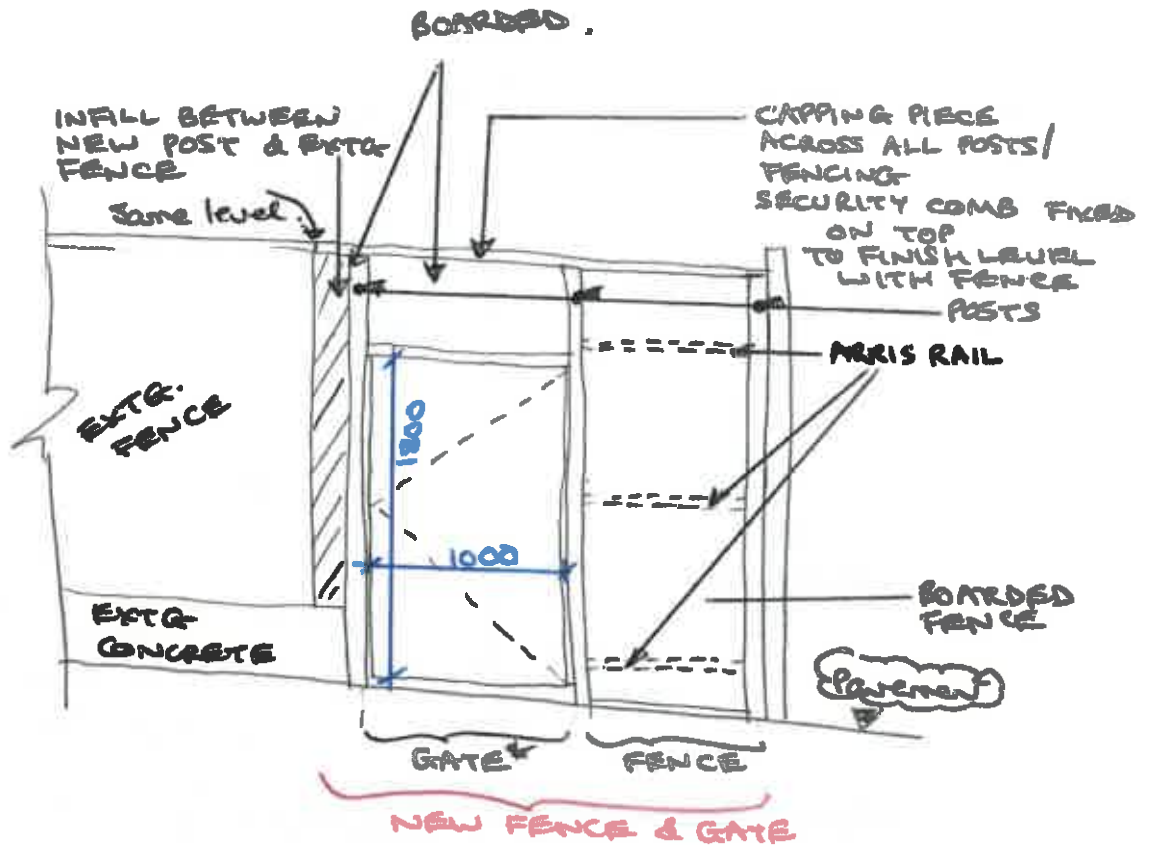 BOARDED.
INFILL BETWEEN
NEW POST & EXTG
FENCE
Same level.
CAPPING PIECE
ACROSS ALL POSTS/
FENCING
SECURITY COMB FIXED
ON TOP
TO FINISH LEVEL
WITH FENCE
POSTS
ARRIS RAIL
EXTG.
FENCE
1800
1000
BOARDED
FENCE
EXTG
CONCRETE
Pavement
GATE
FENCE
NEW FENCE & GATE